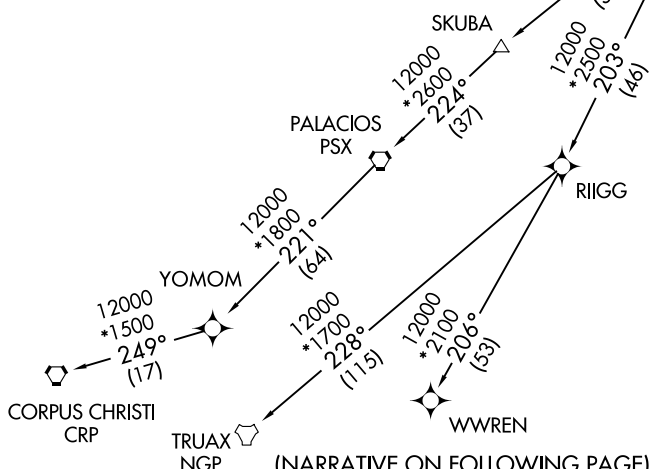 SKUBA
12000
*2600
224°
(37)
12000
*2500
203°
(46)
PALACIOS
PSX
RIIGG
12000
*1800
221°
(64)
YOMOM
12000
*1500
249°
(17)
CORPUS CHRISTI
CRP
12000
*1700
228°
(115)
12000
*2100
206°
(53)
WWREN
TRUAX
NGP
(NARRATIVE ON FOLLOWING PAGE)